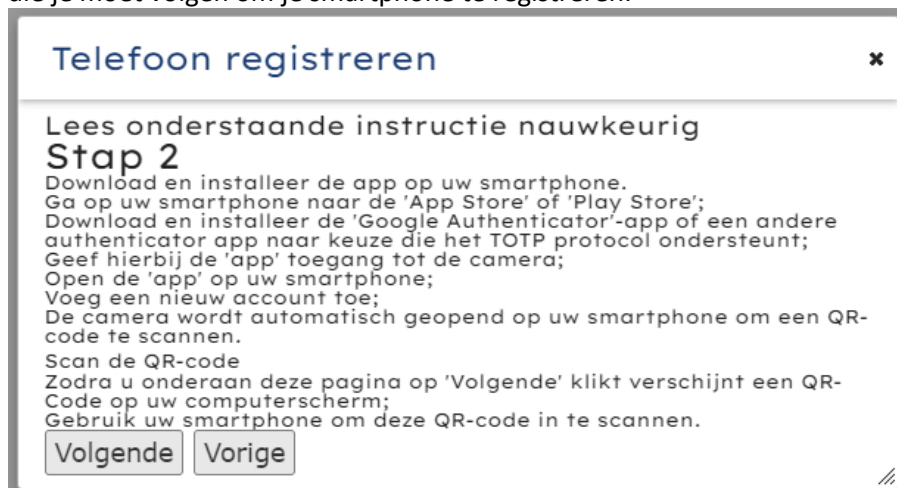 die je moet volgen om je smartphone te registreren.
Telefoon registreren
Lees onderstaande instructie nauwkeurig
Stap 2
Download en installeer de app op uw smartphone.
Ga op uw smartphone naar de 'App Store' of 'Play Store';
Download en installeer de 'Google Authenticator'-app of een andere
authenticator app naar keuze die het TOTP protocol ondersteunt;
Geef hierbij de 'app' toegang tot de camera;
Open de 'app' op uw smartphone;
Voeg een nieuw account toe;
De camera wordt automatisch geopend op uw smartphone om een QR-
code te scannen.
Scan de QR-code
Zodra u onderaan deze pagina op 'Volgende' klikt verschijnt een QR-
Code op uw computerscherm;
Gebruik uw smartphone om deze QR-code in te scannen.
Volgende Vorige